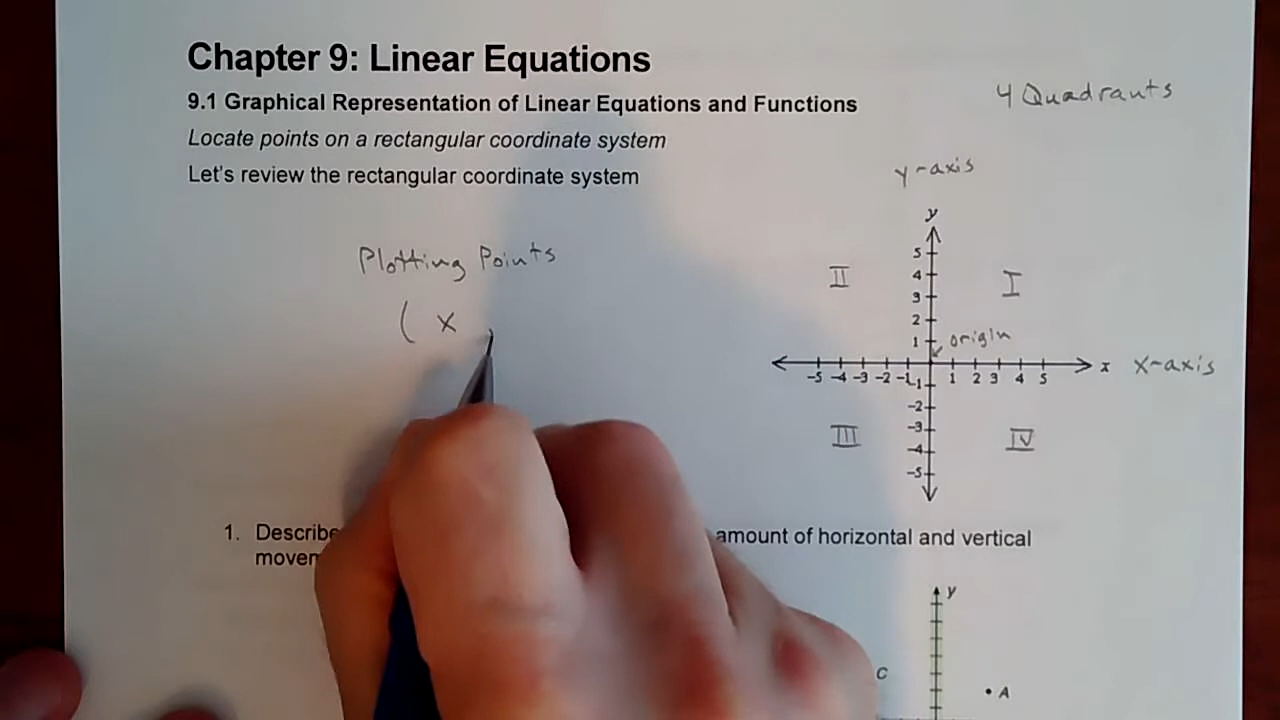 Chapter 9: Linear Equations
9.1 Graphical Representation of Linear Equations and Functions
4 Quadrants
Locate points on a rectangular coordinate system
Let's review the rectangular coordinate system
y-axis
y
Plotting Points
( x ,
5
4
3
2
1
II
I
origin
-5 -4 -3 -2 -1 1 2 3 4 5
x
x-axis
-1
-2
-3
-4
-5
III
IV
1. Describe
amount of horizontal and vertical
y
C
A